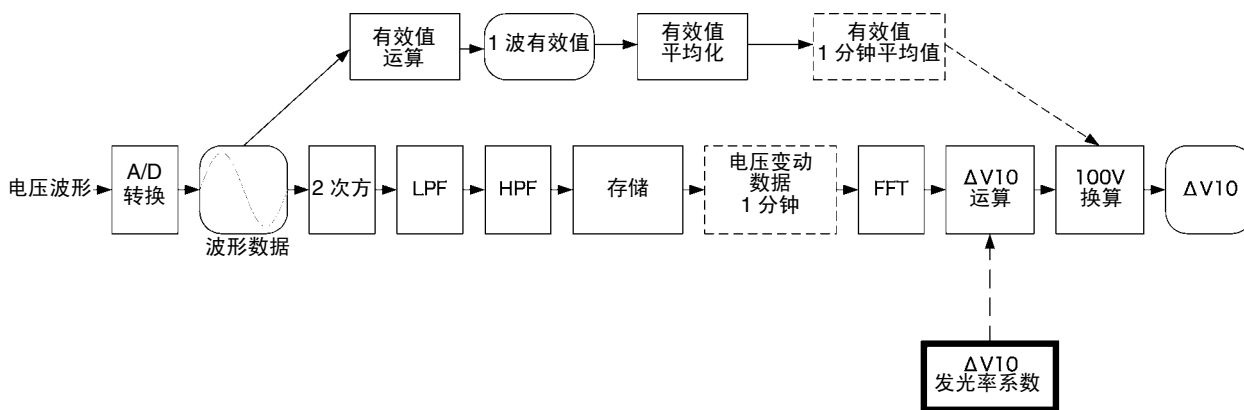 有效值
运算
1 波有效值
有效值
平均化
有效值
1 分钟平均值
电压波形
A/D
转换
波形数据
2 次方
LPF
HPF
存储
电压变动
数据
1 分钟
FFT
ΔV10
运算
100V
换算
ΔV10
ΔV10
发光率系数